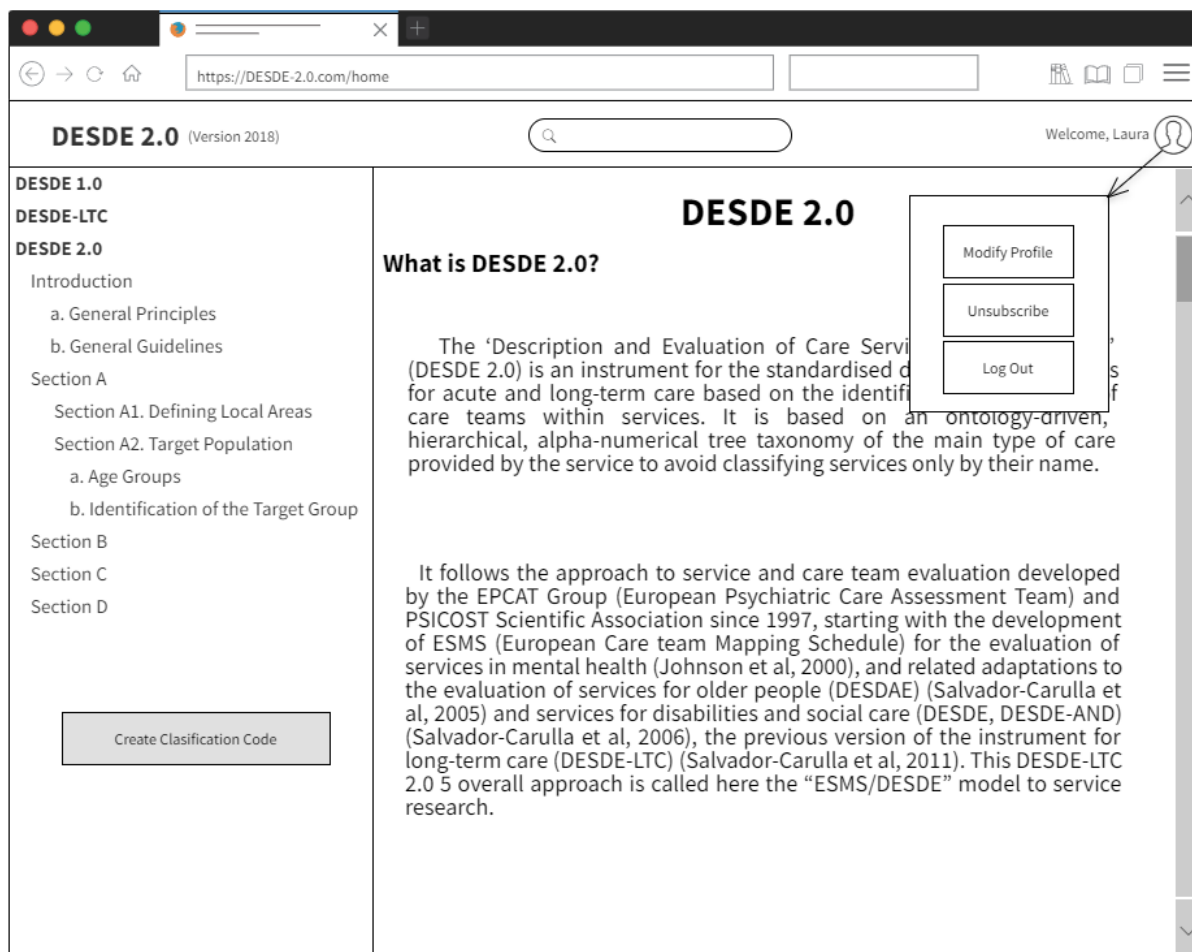 https://DESDE-2.0.com/home
DESDE 2.0 (Version 2018)
Welcome, Laura
DESDE 1.0
DESDE-LTC
DESDE 2.0
Introduction
a. General Principles
b. General Guidelines
Section A
Section A1. Defining Local Areas
Section A2. Target Population
a. Age Groups
b. Identification of the Target Group
Section B
Section C
Section D
Create Clasification Code
DESDE 2.0
What is DESDE 2.0?
Modify Profile
Unsubscribe
Log Out
The ‘Description and Evaluation of Care
(DESDE 2.0) is an instrument for the standardised
for acute and long-term care based on the
care teams within services. It is based on an ontology-driven,
hierarchical, alpha-numerical tree taxonomy of the main type of care
provided by the service to avoid classifying services only by their name.
It follows the approach to service and care team evaluation developed
by the EPCAT Group (European Psychiatric Care Assessment Team) and
PSICOST Scientific Association since 1997, starting with the development
of ESMS (European Care team Mapping Schedule) for the evaluation of
services in mental health (Johnson et al, 2000), and related adaptations to
the evaluation of services for older people (DESDAE) (Salvador-Carulla et
al, 2005) and services for disabilities and social care (DESDE, DESDE-AND)
(Salvador-Carulla et al, 2006), the previous version of the instrument for
long-term care (DESDE-LTC) (Salvador-Carulla et al, 2011). This DESDE-LTC
2.0 5 overall approach is called here the “ESMS/DESDE” model to service
research.